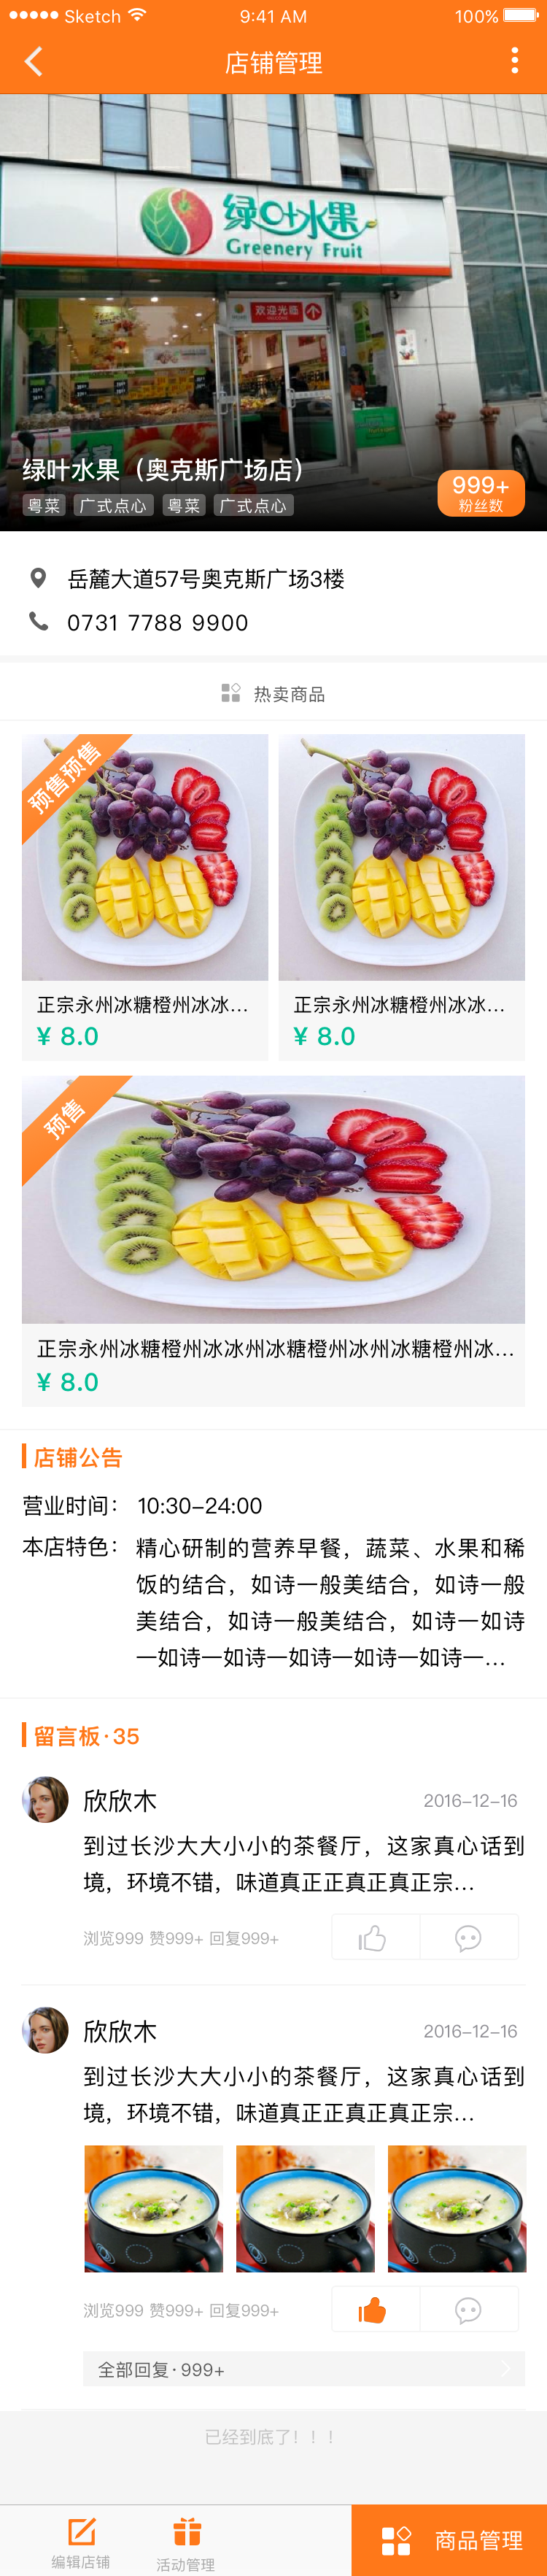 Sketch 9:41 AM 100%
店铺管理
绿叶水果
Greenery Fruit
欢迎光临
绿叶水果（奥克斯广场店）
粤菜 广式点心 粤菜 广式点心
999+
粉丝数
岳麓大道57号奥克斯广场3楼
0731 7788 9900
热卖商品
预售预售
正宗永州冰糖橙州冰冰... 正宗永州冰糖橙州冰冰...
¥ 8.0 ¥ 8.0
预售
正宗永州冰糖橙州冰冰州冰糖橙州冰州冰糖橙州冰...
¥ 8.0
店铺公告
营业时间： 10:30-24:00
本店特色： 精心研制的营养早餐，蔬菜、水果和稀
饭的结合，如诗一般美结合，如诗一般
美结合，如诗一般美结合，如诗一如诗
一如诗一如诗一如诗一如诗一如诗一...
留言板·35
欣欣木 2016-12-16
到过长沙大大小小的茶餐厅，这家真心话到
境，环境不错，味道真正正真正真正宗...
浏览999 赞999+ 回复999+
欣欣木 2016-12-16
到过长沙大大小小的茶餐厅，这家真心话到
境，环境不错，味道真正正真正真正宗...
浏览999 赞999+ 回复999+
全部回复·999+
已经到底了！！！
编辑店铺 活动管理 商品管理